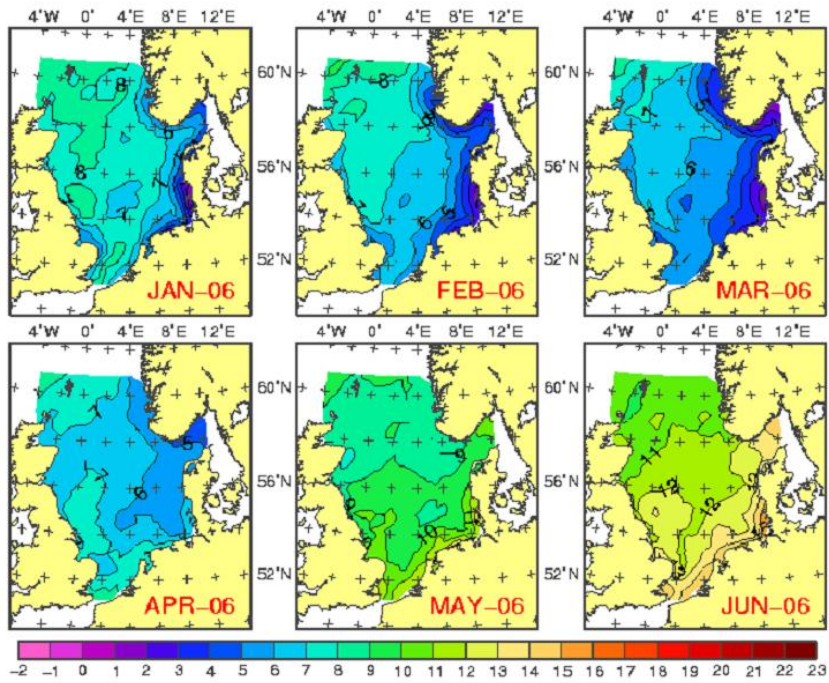 4˚W 0˚ 4˚E 8˚E 12˚E 4˚W 0˚ 4˚E 8˚E 12˚E 4˚W 0˚ 4˚E 8˚E 12˚E
60˚N 60˚N
56˚N 56˚N
52˚N 52˚N
JAN–06 FEB–06 MAR–06
4˚W 0˚ 4˚E 8˚E 12˚E 4˚W 0˚ 4˚E 8˚E 12˚E 4˚W 0˚ 4˚E 8˚E 12˚E
60˚N 60˚N
56˚N 56˚N
52˚N 52˚N
APR–06 MAY–06 JUN–06
–2 –1 0 1 2 3 4 5 6 7 8 9 10 11 12 13 14 15 16 17 18 19 20 21 22 23